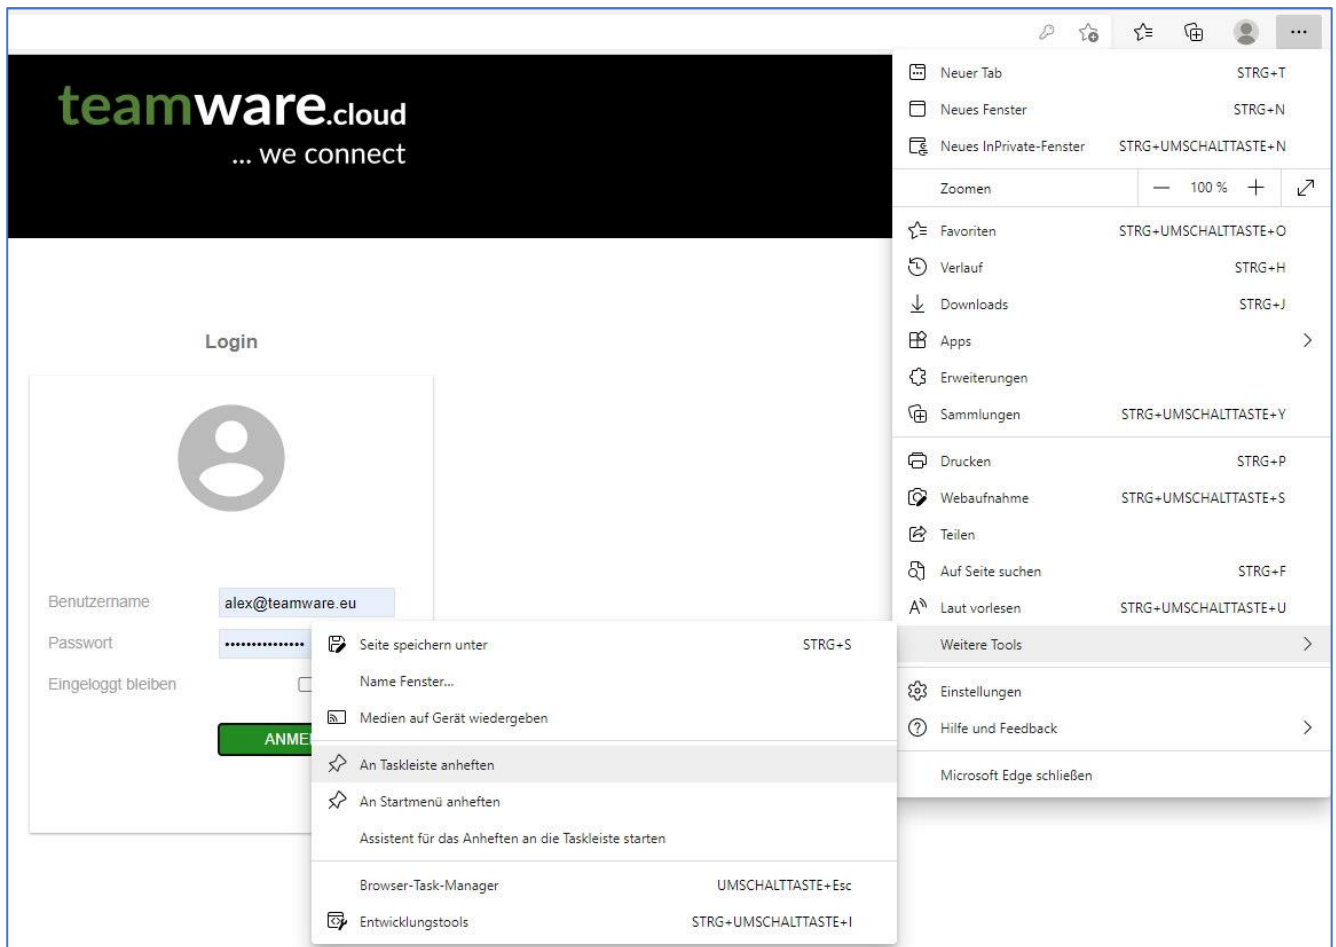 teamware.cloud
... we connect
Login
Benutzername alex@teamware.eu
Passwort
Eingeloggt bleiben
Neuer Tab STRG+T
Neues Fenster STRG+N
Neues InPrivate-Fenster STRG+UMSCHALTTASTE+N
Zoomen 100 %
Favoriten STRG+UMSCHALTTASTE+O
Verlauf STRG+H
Downloads STRG+J
Apps
Erweiterungen
Sammlungen STRG+UMSCHALTTASTE+Y
Drucken STRG+P
Webaufnahme STRG+UMSCHALTTASTE+S
Teilen
Auf Seite suchen STRG+F
Laut vorlesen STRG+UMSCHALTTASTE+U
Weitere Tools
Einstellungen
Hilfe und Feedback
Microsoft Edge schließen
Seite speichern unter STRG+S
Name Fenster...
Medien auf Gerät wiedergeben
An Taskleiste anheften
An Startmenü anheften
Assistent für das Anheften an die Taskleiste starten
Browser-Task-Manager UMSCHALTTASTE+Esc
Entwicklungstools STRG+UMSCHALTTASTE+I